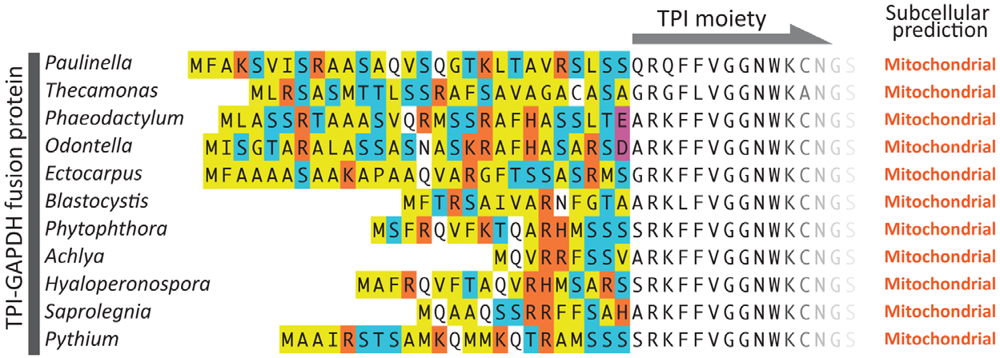 TPI moiety
Subcellular
prediction
TPI-GAPDH fusion protein
Paulinella MFAKSVISRAASAQVSQGTKLTAVRSLSSQRQFFVGGNWKCNGS Mitochondrial
Thecamonas MLRSASMTTLSSRAFSAVAGACASAGRGFLVGGNWKANGS Mitochondrial
Phaeodactylum MLASSRTAAASVQRMSSRAFHASSLTEARKFFVGGNWKCNGS Mitochondrial
Odontella MISGTARALASSASNASKRAFHASARSDARKFFVGGNWKCNGS Mitochondrial
Ectocarpus MFAAAASAAKAPAAQVARGFTSSASRMSGRKFFVGGNWKCNGS Mitochondrial
Blastocystis MFTRSAIVARNFGTAARKLFVGGNWKCNGS Mitochondrial
Phytophthora MSFRQVFKTQARHMSSSSRKFFVGGNWKCNGS Mitochondrial
Achlya MQVRRFSSVARKFFVGGNWKCNGS Mitochondrial
Hyaloperonospora MAFRQVFTAQVRHMSARSSRKFFVGGNWKCNGS Mitochondrial
Saprolegnia MQAAQSSRRFFSAHARKFFVGGNWKCNGS Mitochondrial
Pythium MAAIRSTSAMKQMMKQTRAMSSSSRKFFVGGNWKCNGS Mitochondrial